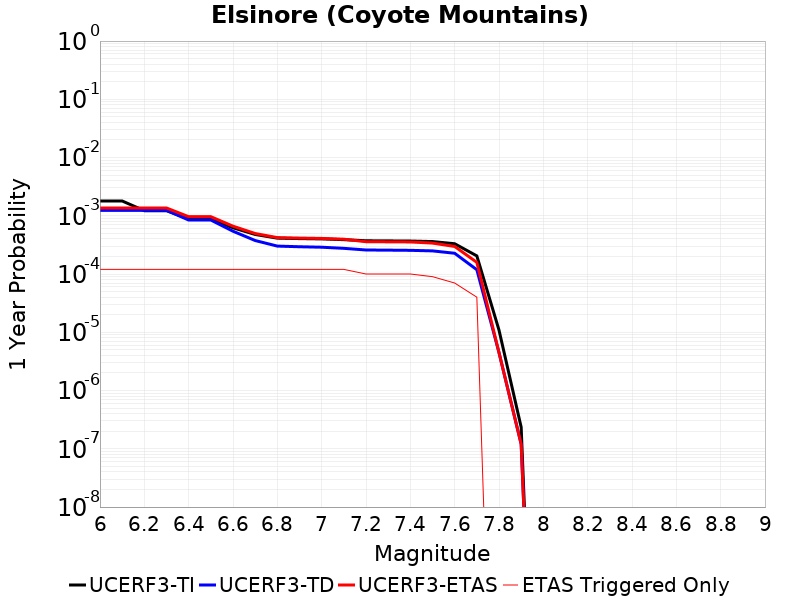 Elsinore (Coyote Mountains)
1 Year Probability
10^0
10^-1
10^-2
10^-3
10^-4
10^-5
10^-6
10^-7
10^-8
6 6.2 6.4 6.6 6.8 7 7.2 7.4 7.6 7.8 8 8.2 8.4 8.6 8.8 9
Magnitude
UCERF3-TI UCERF3-TD UCERF3-ETAS ETAS Triggered Only